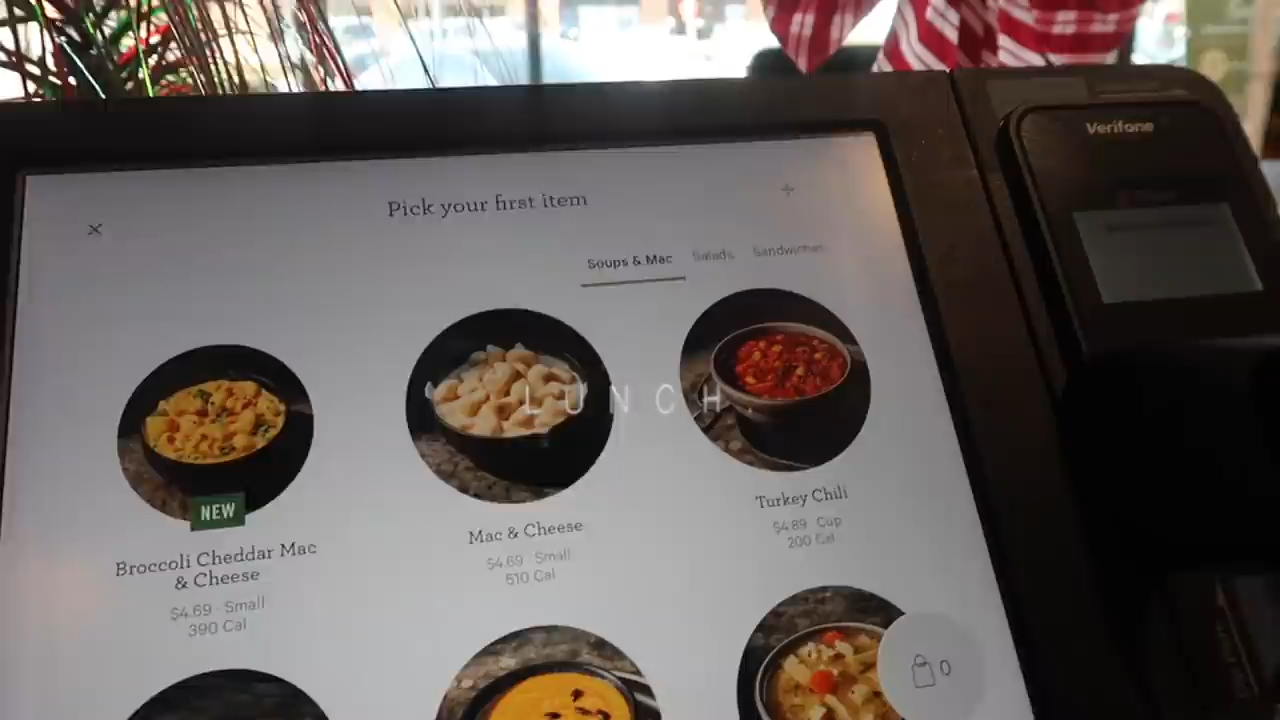 Verifone
Pick your first item
Soups & Mac Salads Sandwiches
LUNCH
NEW
Broccoli Cheddar Mac
& Cheese
$4.69 · Small
390 Cal
Mac & Cheese
$4.69 · Small
510 Cal
Turkey Chili
$4.89 · Cup
200 Cal
0